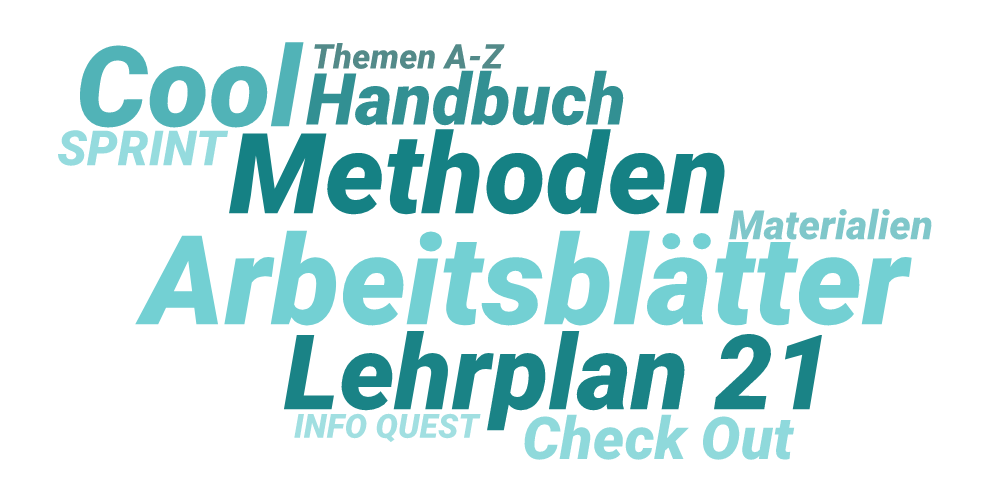 Cool
Themen A-Z
Handbuch
SPRINT
Methoden
Materialien
Arbeitsblätter
Lehrplan 21
INFO QUEST
Check Out